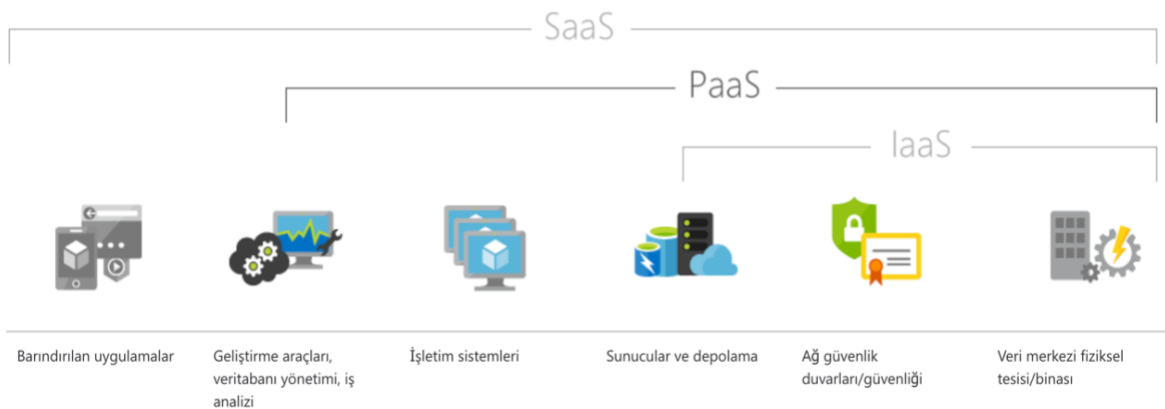 SaaS
PaaS
IaaS
Barındırılan uygulamalar
Geliştirme araçları,
veritabanı yönetimi, iş
analizi
İşletim sistemleri
Sunucular ve depolama
Ağ güvenlik
duvarları/güvenliği
Veri merkezi fiziksel
tesisi/binası